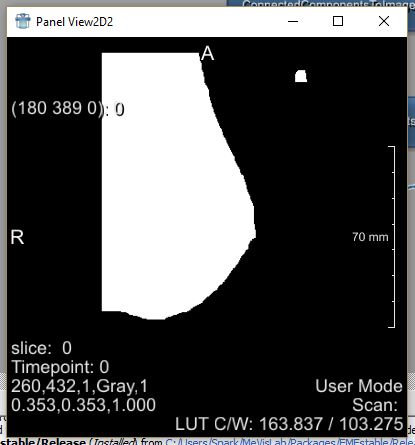 ConnectedComponentsToImage
Panel View2D2
A
(180 389 0): 0
R
70 mm
slice: 0
Timepoint: 0
260,432,1,Gray,1
0.353,0.353,1.000
User Mode
Scan:
LUT C/W: 163.837 / 103.275
estable/Release (Installed) from C:/Users/Spark/MeVisLab/Packages/FMEstable/Rele